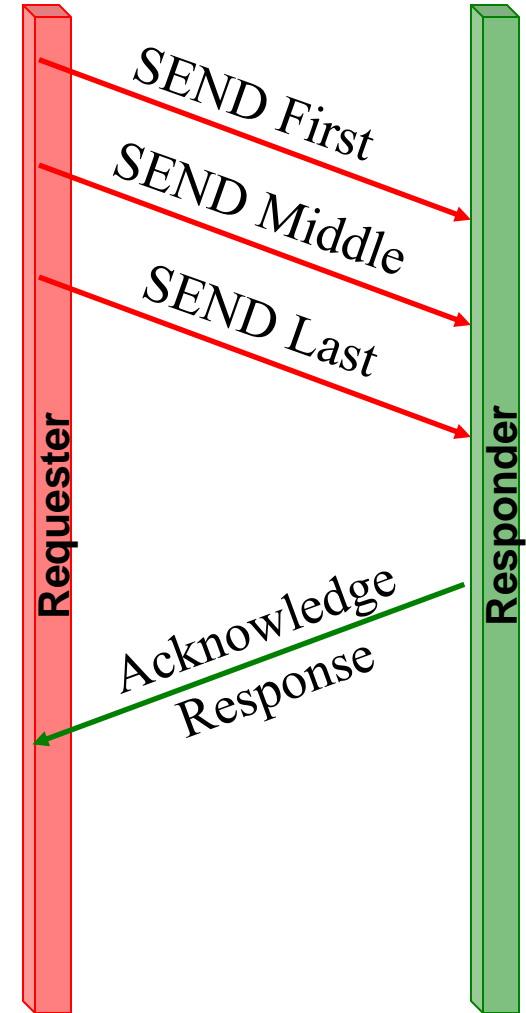 SEND First
SEND Middle
SEND Last
Requester
Responder
Acknowledge
Response